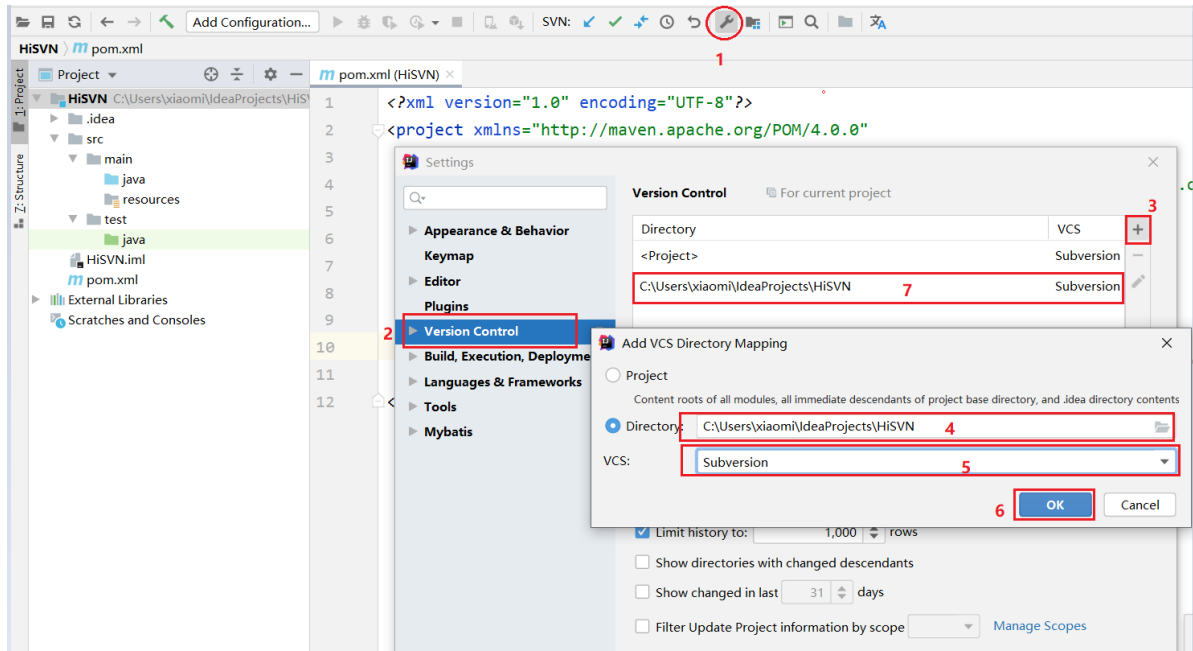 Add Configuration...
SVN:
1
HiSVN
m pom.xml
1: Project
Project
m pom.xml (HiSVN)
HiSVN C:\Users\xiaomi\IdeaProjects\HiS
.idea
src
main
java
resources
test
java
HiSVN.iml
m pom.xml
External Libraries
Scratches and Consoles
Z: Structure
1 <?xml version="1.0" encoding="UTF-8"?>
2 <project xmlns="http://maven.apache.org/POM/4.0.0"
3
4
5
6
7
8
9
10
11
12 <
Settings
Appearance & Behavior
Keymap
Editor
Plugins
2
Version Control
Build, Execution, Deployme
Languages & Frameworks
Tools
Mybatis
Version Control For current project
3
Directory VCS +
<Project> Subversion
C:\Users\xiaomi\IdeaProjects\HiSVN 7 Subversion
Add VCS Directory Mapping
Project
Content roots of all modules, all immediate descendants of project base directory, and .idea directory contents
Directory: C:\Users\xiaomi\IdeaProjects\HiSVN 4
VCS: Subversion 5
6 OK Cancel
Limit history to: 1,000 rows
Show directories with changed descendants
Show changed in last 31 days
Filter Update Project information by scope Manage Scopes